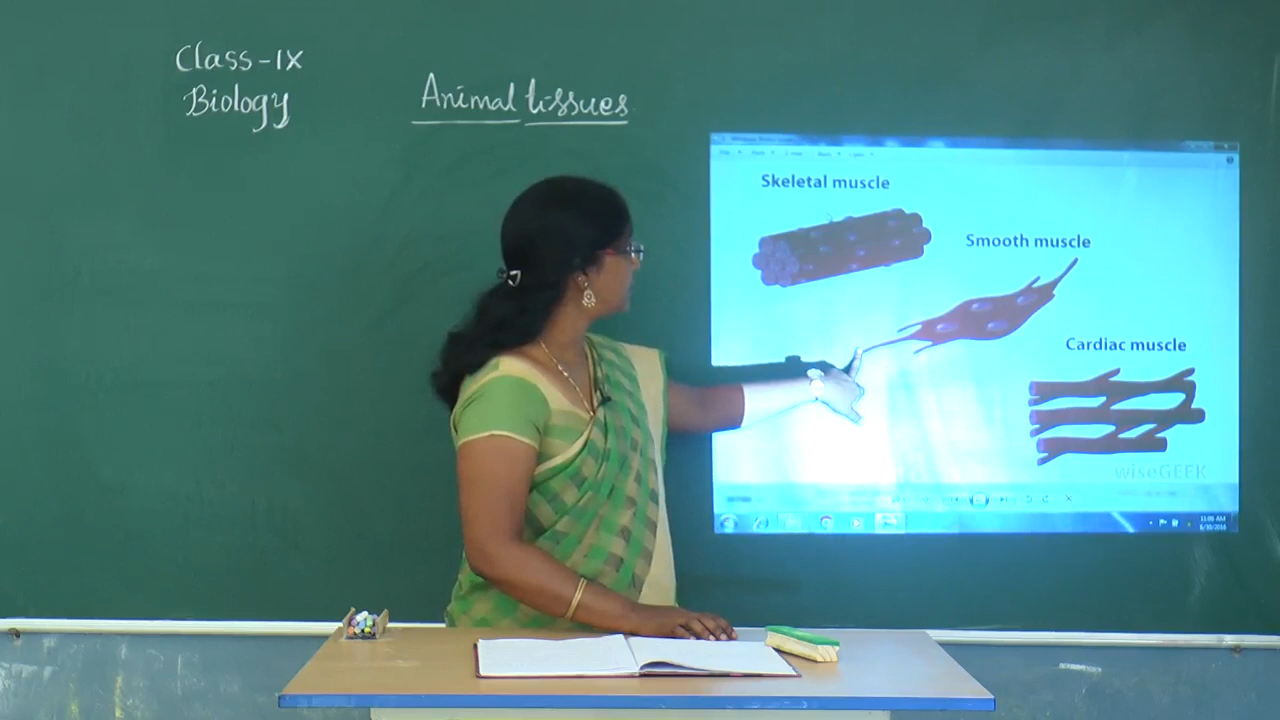 Class-IX
Biology
Animal tissues
Skeletal muscle
Smooth muscle
Cardiac muscle
wiseGEEK